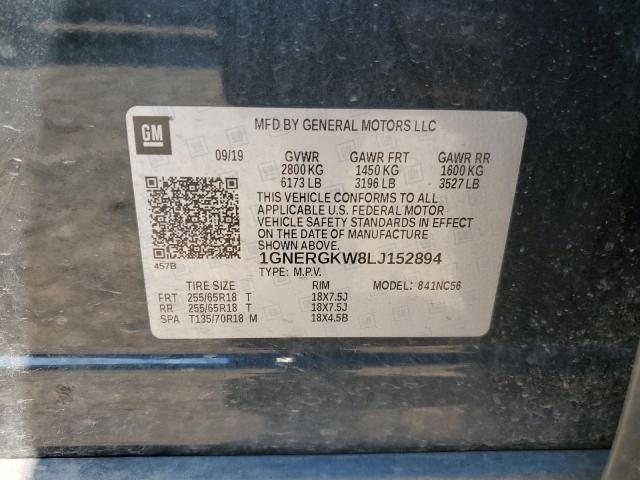 GM
MFD BY GENERAL MOTORS LLC
09/19 GVWR GAWR FRT GAWR RR
2800 KG 1450 KG 1600 KG
6173 LB 3196 LB 3527 LB
THIS VEHICLE CONFORMS TO ALL
APPLICABLE U.S. FEDERAL MOTOR
VEHICLE SAFETY STANDARDS IN EFFECT
ON THE DATE OF MANUFACTURE
SHOWN ABOVE.
457B
1GNERGKW8LJ152894
TYPE: M.P.V.
TIRE SIZE RIM MODEL: 841NC56
FRT 255/65R18 T 18X7.5J
RR 255/65R18 T 18X7.5J
SPA T135/70R18 M 18X4.5B